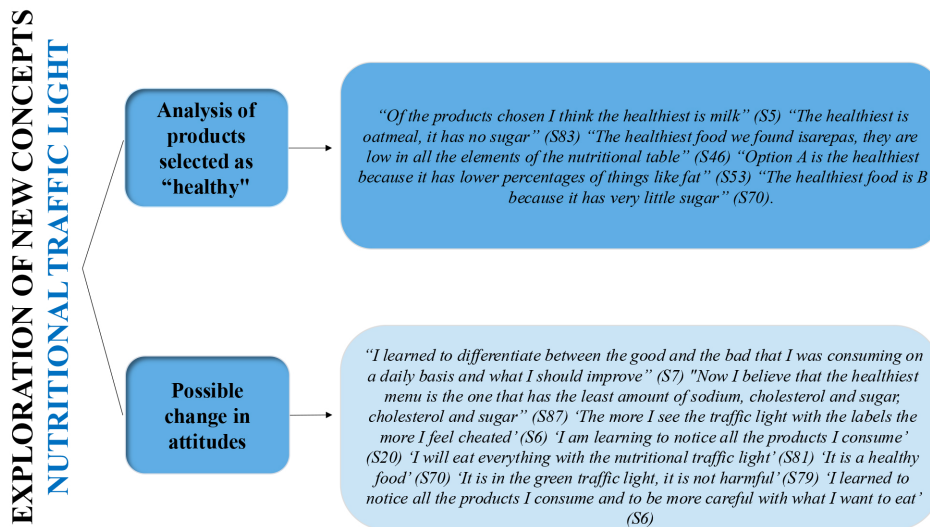 EXPLORATION OF NEW CONCEPTS
NUTRITIONAL TRAFFIC LIGHT
Analysis of
products
selected as
“healthy"
“Of the products chosen I think the healthiest is milk” (S5) “The healthiest is
oatmeal, it has no sugar” (S83) “The healthiest food we found isarepas, they are
low in all the elements of the nutritional table” (S46) “Option A is the healthiest
because it has lower percentages of things like fat” (S53) “The healthiest food is B
because it has very little sugar” (S70).
Possible
change in
attitudes
“I learned to differentiate between the good and the bad that I was consuming on
a daily basis and what I should improve” (S7) "Now I believe that the healthiest
menu is the one that has the least amount of sodium, cholesterol and sugar,
cholesterol and sugar” (S87) ‘The more I see the traffic light with the labels the
more I feel cheated’ (S6) ‘I am learning to notice all the products I consume’
(S20) ‘I will eat everything with the nutritional traffic light’ (S81) ‘It is a healthy
food’ (S70) ‘It is in the green traffic light, it is not harmful’ (S79) ‘I learned to
notice all the products I consume and to be more careful with what I want to eat’
(S6)